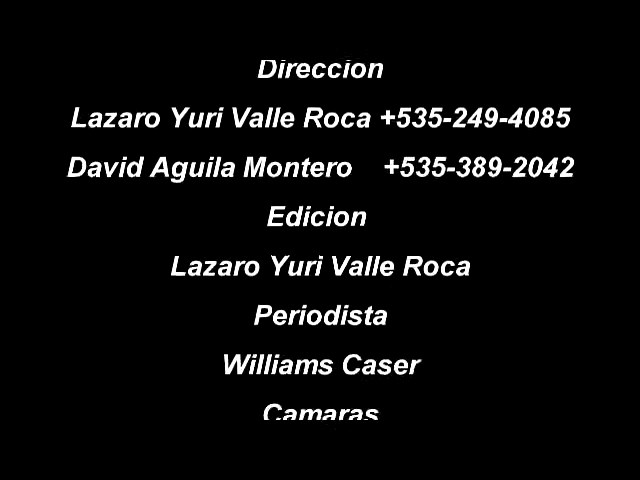 Direccion
Lazaro Yuri Valle Roca +535-249-4085
David Aguila Montero +535-389-2042
Edicion
Lazaro Yuri Valle Roca
Periodista
Williams Caser
Camaras